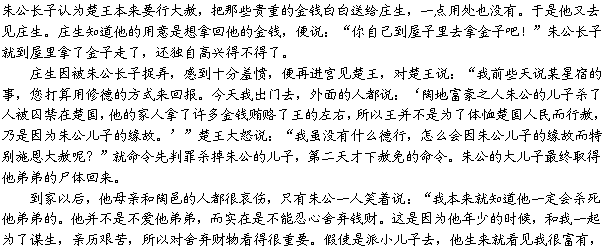 朱公长子认为楚王本来要行大赦，把那些贵重的金钱白白送给庄生，一点用处也没有。于是他又去
见庄生。庄生知道他的用意是想拿回他的金钱，便说：“你自己到屋子里去拿金子吧！”朱公长子
就到屋里拿了金子走了，还独自高兴得不得了。
庄生因被朱公长子捉弄，感到十分羞惯，便再进宫见楚王，对楚王说：“我前些天说某星宿的
事，您打算用修德的方式来回报。今天我出门去，外面的人都说：‘陶地富豪之人朱公的儿子杀了
人被囚禁在楚国，他的家人拿了许多金钱贿赂了王的左右，所以王并不是为了体恤楚国人民而行赦，
乃是因为朱公儿子的缘故。’”楚王大怒说：“我虽没有什么德行，怎么会因朱公儿子的缘故而特
别施恩大赦呢？”就命令先判罪杀掉朱公的儿子，第二天才下赦免的命令。朱公的大儿子最终取得
他弟弟的尸体回来。
到家以后，他母亲和陶邑的人都很哀伤，只有朱公一人笑着说：“我本来就知道他一定会杀死
他弟弟的。他并不是不爱他弟弟，而实在是不能忍心舍弃钱财。这是因为他年少的时候，和我一起
为了谋生，亲历艰苦，所以对舍弃财物看得很重要。假使是派小儿子去，他生来就看见我很富有，